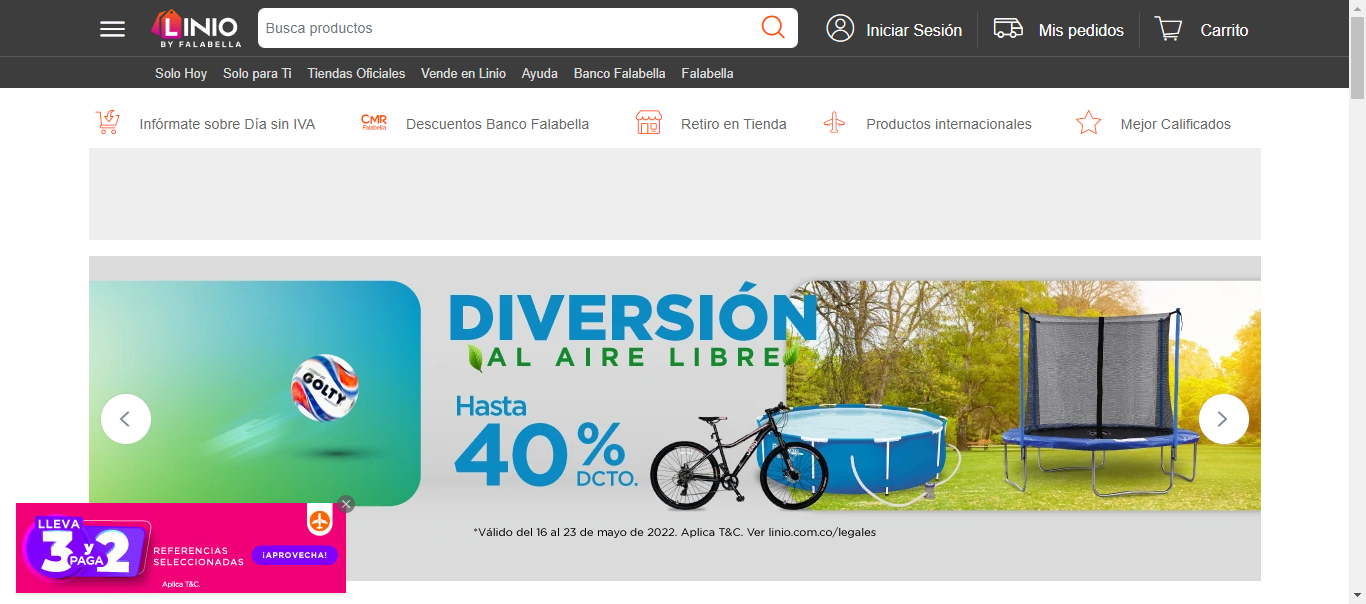 LINIO
BY FALABELLA
Busca productos
Iniciar Sesión
Mis pedidos
Carrito
Solo Hoy
Solo para Ti
Tiendas Oficiales
Vende en Linio
Ayuda
Banco Falabella
Falabella
Infórmate sobre Día sin IVA
CMR
Falabella
Descuentos Banco Falabella
Retiro en Tienda
Productos internacionales
Mejor Calificados
DIVERSIÓN
AL AIRE LIBRE
GOLTY
Hasta
40%
DCTO.
*Válido del 16 al 23 de mayo de 2022. Aplica T&C. Ver linio.com.co/legales
LLEVA
3 y 2
PAGA
REFERENCIAS
SELECCIONADAS
¡APROVECHA!
Aplica T&C.